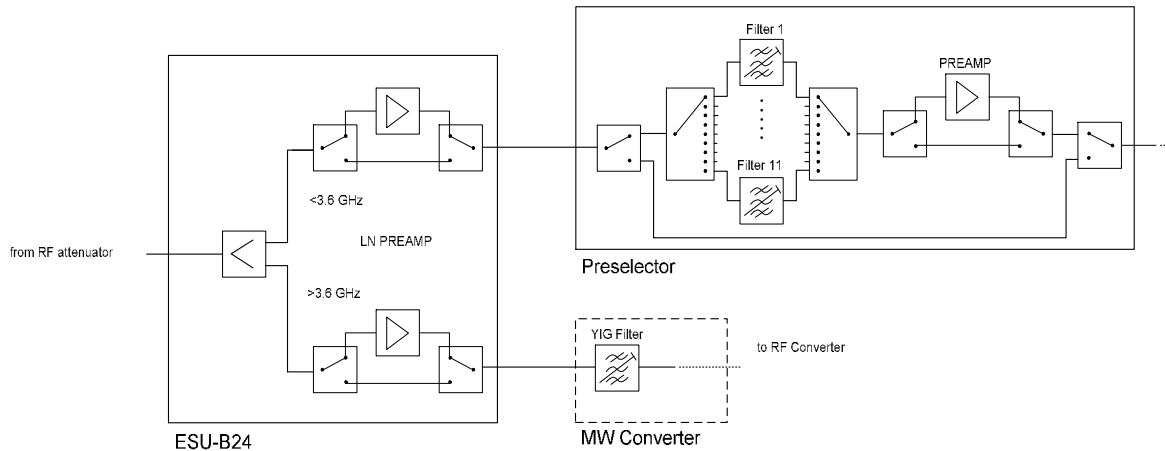 Filter 1
PREAMP
Filter 11
<3.6 GHz
LN PREAMP
from RF attenuator
Preselector
>3.6 GHz
YIG Filter
to RF Converter
ESU-B24
MW Converter